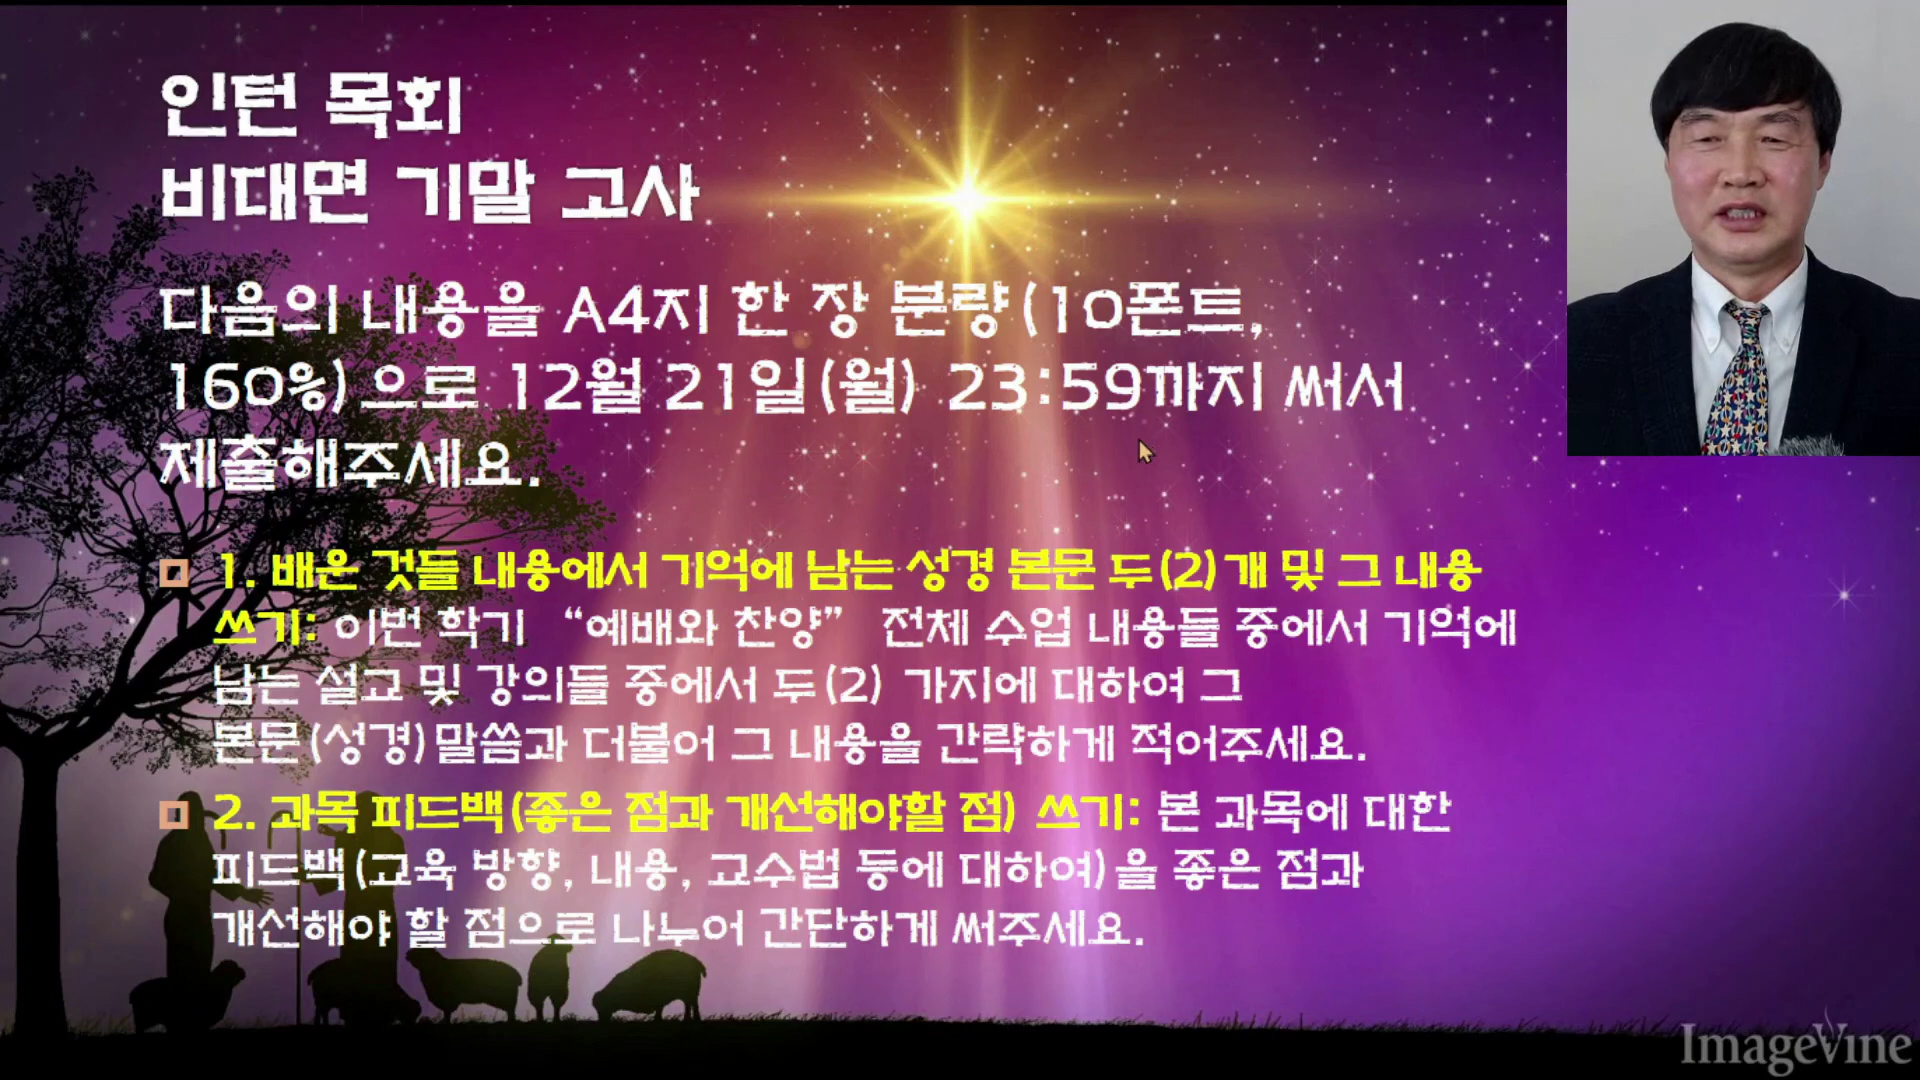 인턴 목회
비대면 기말 고사
다음의 내용을 A4지 한 장 분량(10폰트,
160%)으로 12월 21일(월) 23:59까지 써서
제출해주세요.
1. 배운 것들 내용에서 기억에 남는 성경 본문 두(2)개 및 그 내용
쓰기: 이번 학기 “예배와 찬양” 전체 수업 내용들 중에서 기억에
남는 설교 및 강의들 중에서 두(2) 가지에 대하여 그
본문(성경)말씀과 더불어 그 내용을 간략하게 적어주세요.
2. 과목 피드백(좋은 점과 개선해야할 점) 쓰기: 본 과목에 대한
피드백(교육 방향, 내용, 교수법 등에 대하여)을 좋은 점과
개선해야 할 점으로 나누어 간단하게 써주세요.
ImageVine